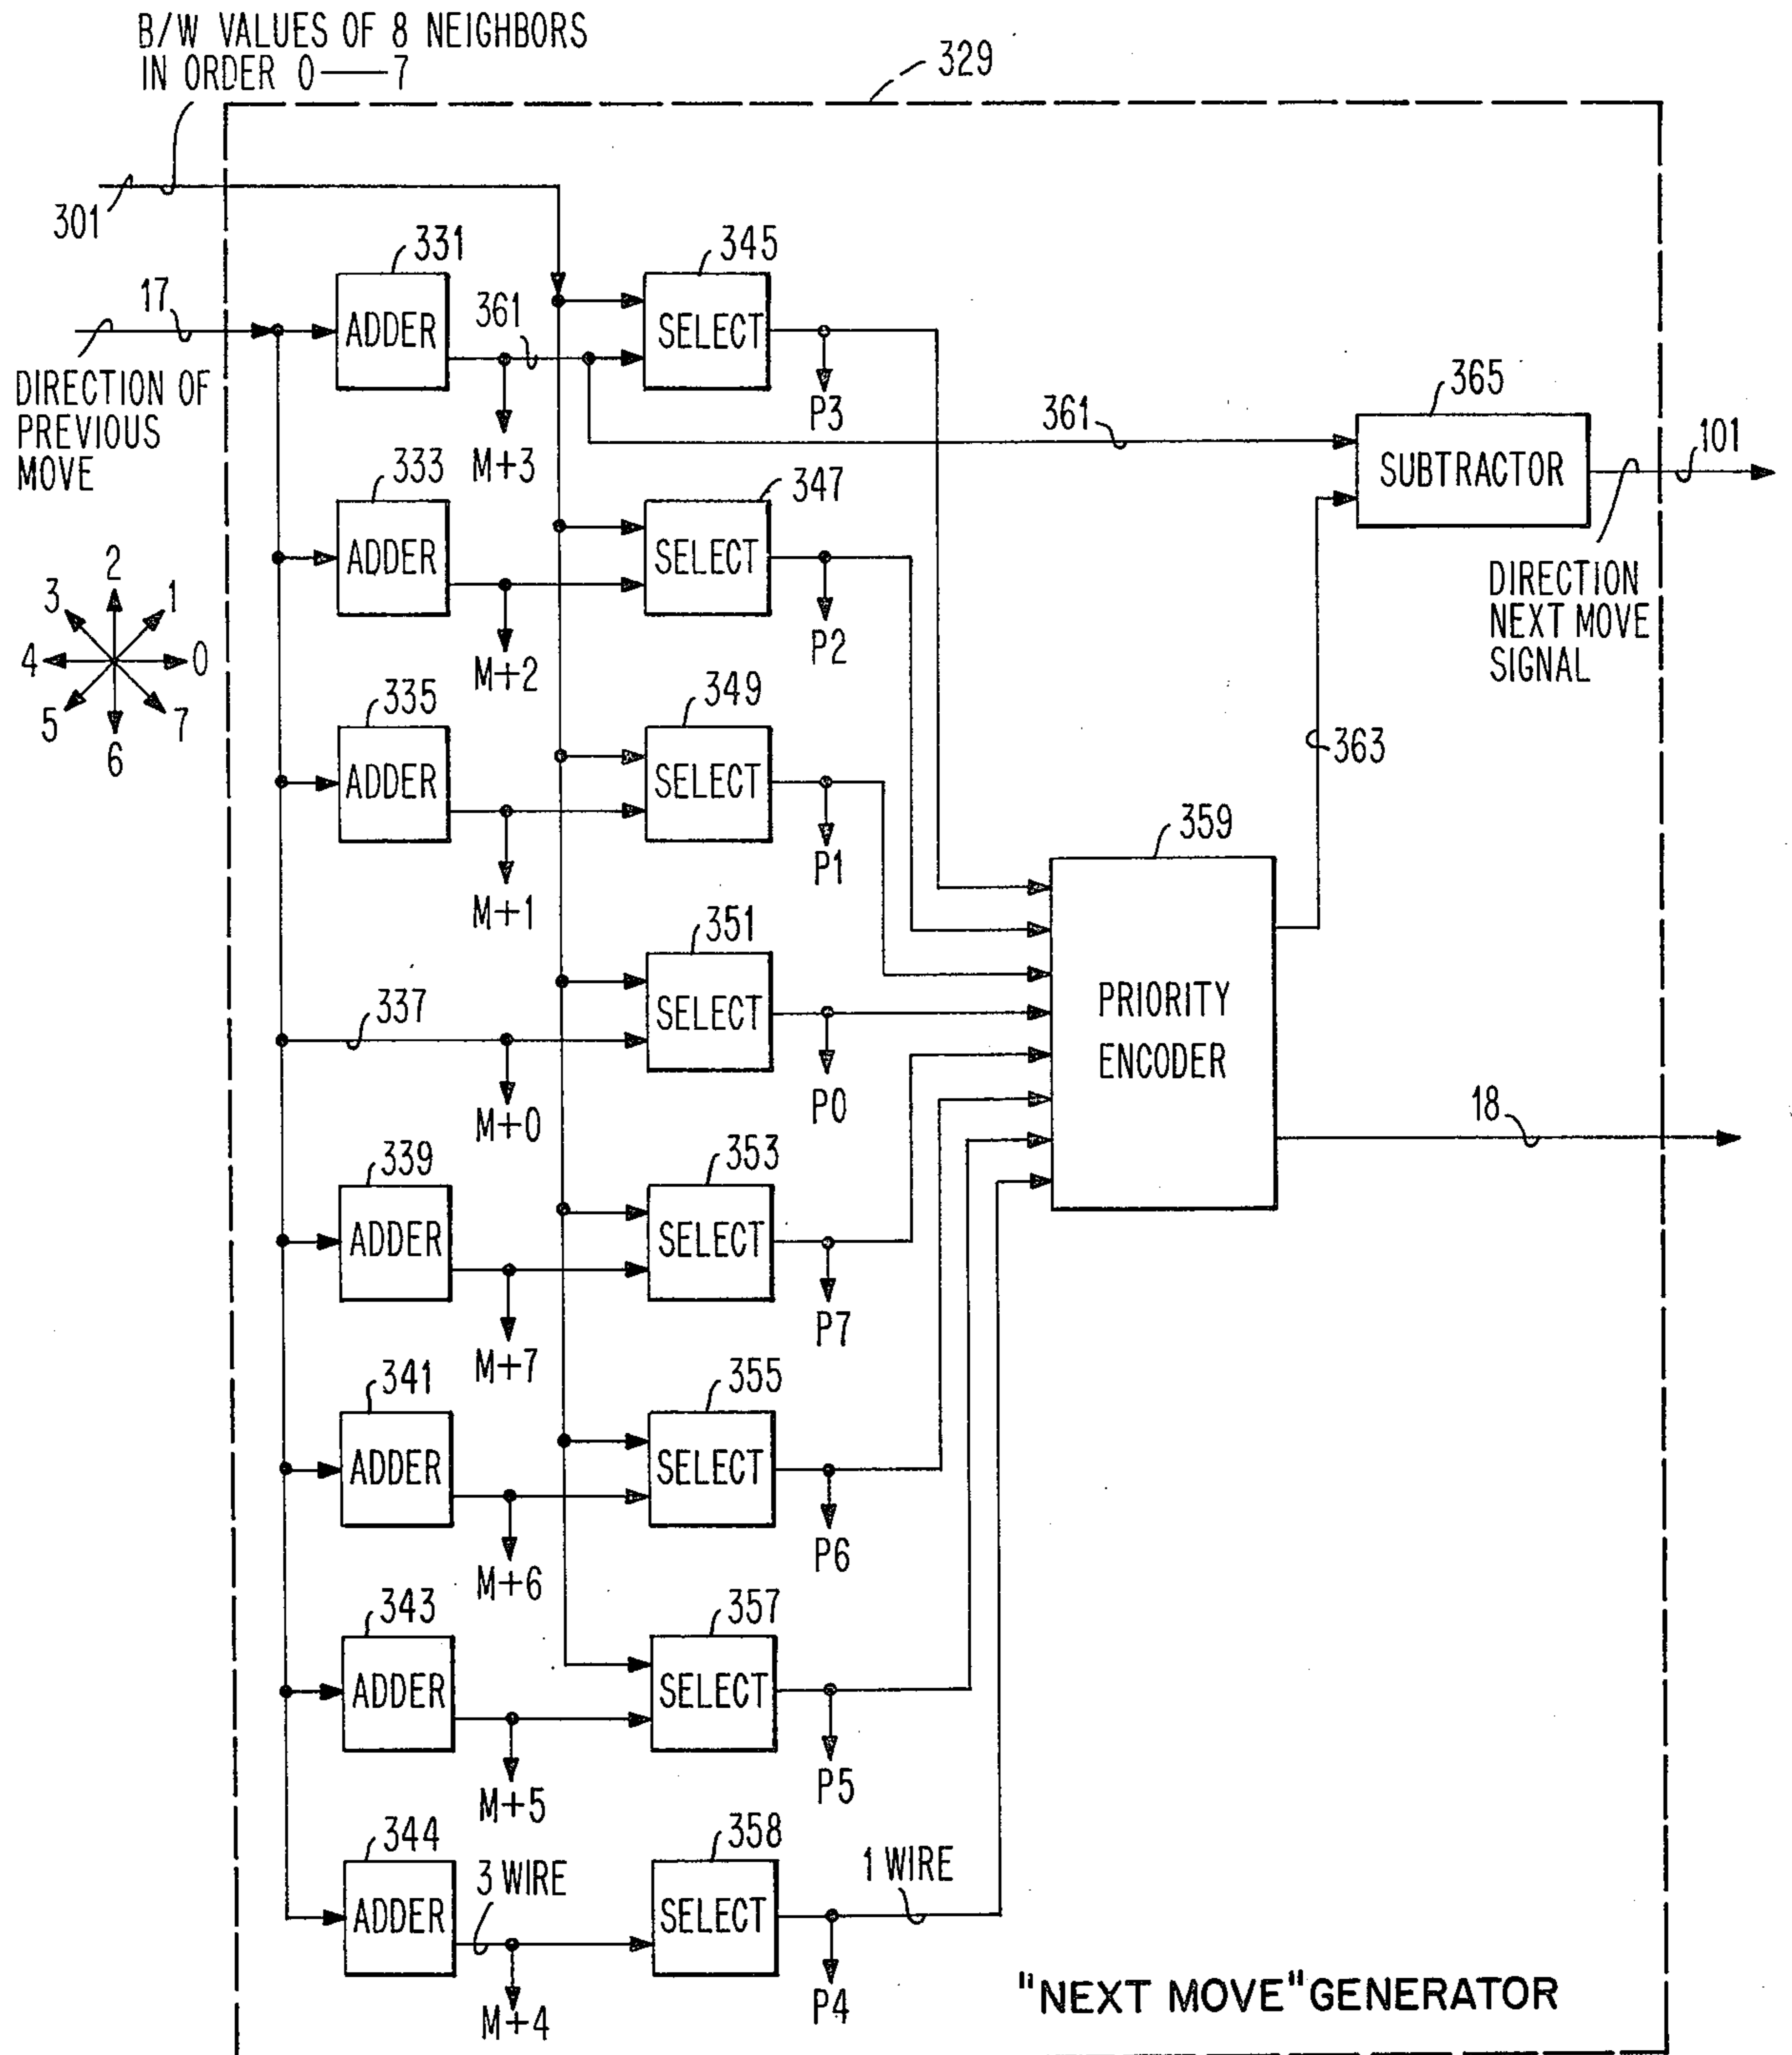 B/W VALUES OF 8 NEIGHBORS
IN ORDER 0——7
329
301
17
DIRECTION OF
PREVIOUS
MOVE
331
ADDER
361
M+3
345
SELECT
P3
361
365
SUBTRACTOR
101
DIRECTION
NEXT MOVE
SIGNAL
333
ADDER
M+2
347
SELECT
P2
2
3
1
4
0
5
7
6
335
ADDER
M+1
349
SELECT
P1
363
359
PRIORITY
ENCODER
18
337
M+0
351
SELECT
P0
339
ADDER
M+7
353
SELECT
P7
341
ADDER
M+6
355
SELECT
P6
343
ADDER
M+5
357
SELECT
P5
344
ADDER
3 WIRE
M+4
358
SELECT
1 WIRE
P4
"NEXT MOVE" GENERATOR